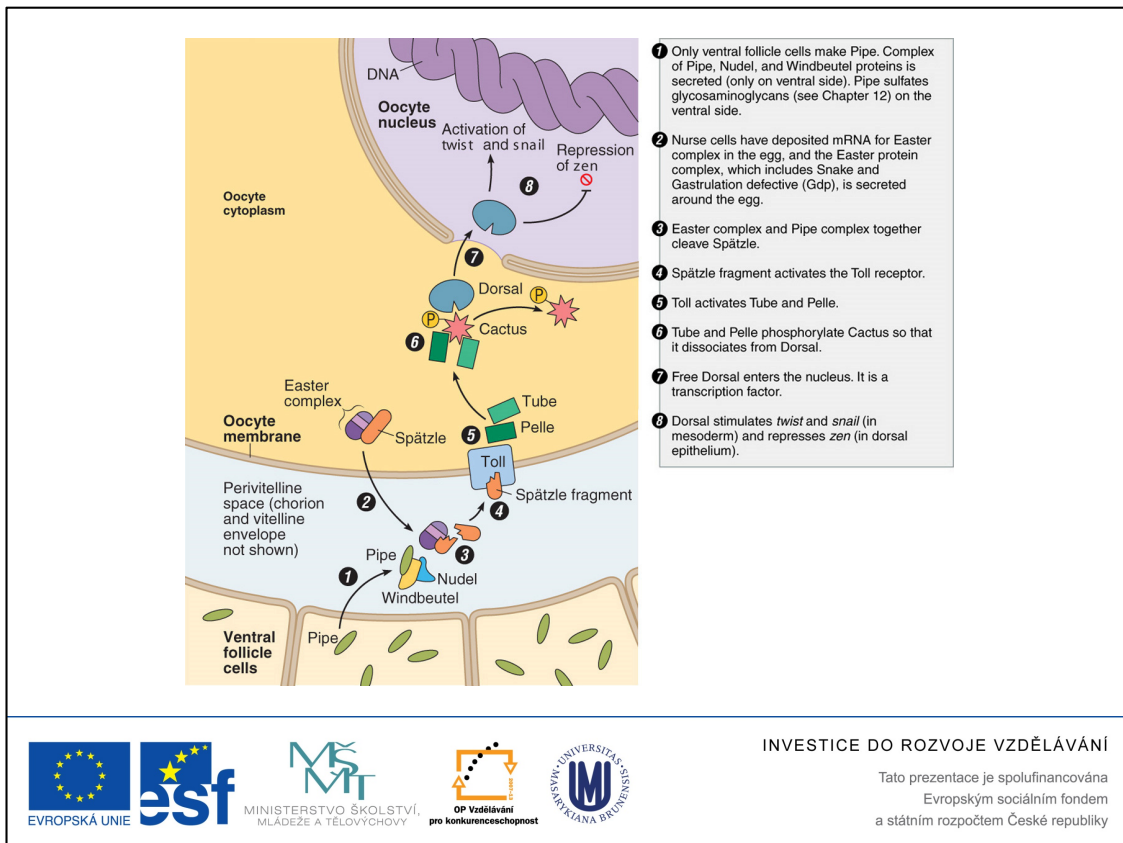 DNA
Oocyte
nucleus
Activation of
twist and snail
Repression
of zen
8
Oocyte
cytoplasm
7
Dorsal
P
P
Cactus
6
Easter
complex
Tube
Oocyte
membrane
Spätzle
5
Pelle
Toll
Perivitelline
space (chorion
and vitelline
envelope
not shown)
2
Spätzle fragment
4
3
Pipe
1
Nudel
Windbeutel
Pipe
Ventral
follicle
cells
1 Only ventral follicle cells make Pipe. Complex
of Pipe, Nudel, and Windbeutel proteins is
secreted (only on ventral side). Pipe sulfates
glycosaminoglycans (see Chapter 12) on the
ventral side.
2 Nurse cells have deposited mRNA for Easter
complex in the egg, and the Easter protein
complex, which includes Snake and
Gastrulation defective (Gdp), is secreted
around the egg.
3 Easter complex and Pipe complex together
cleave Spätzle.
4 Spätzle fragment activates the Toll receptor.
5 Toll activates Tube and Pelle.
6 Tube and Pelle phosphorylate Cactus so that
it dissociates from Dorsal.
7 Free Dorsal enters the nucleus. It is a
transcription factor.
8 Dorsal stimulates twist and snail (in
mesoderm) and represses zen (in dorsal
epithelium).
EVROPSKÁ UNIE
esf
MŠMT
MINISTERSTVO ŠKOLSTVÍ,
MLÁDEŽE A TĚLOVÝCHOVY
2007-13
OP Vzdělávání
pro konkurenceschopnost
UNIVERSITAS
MASARYKIANA BRUNENSIS
INVESTICE DO ROZVOJE VZDĚLÁVÁNÍ
Tato prezentace je spolufinancována
Evropským sociálním fondem
a státním rozpočtem České republiky